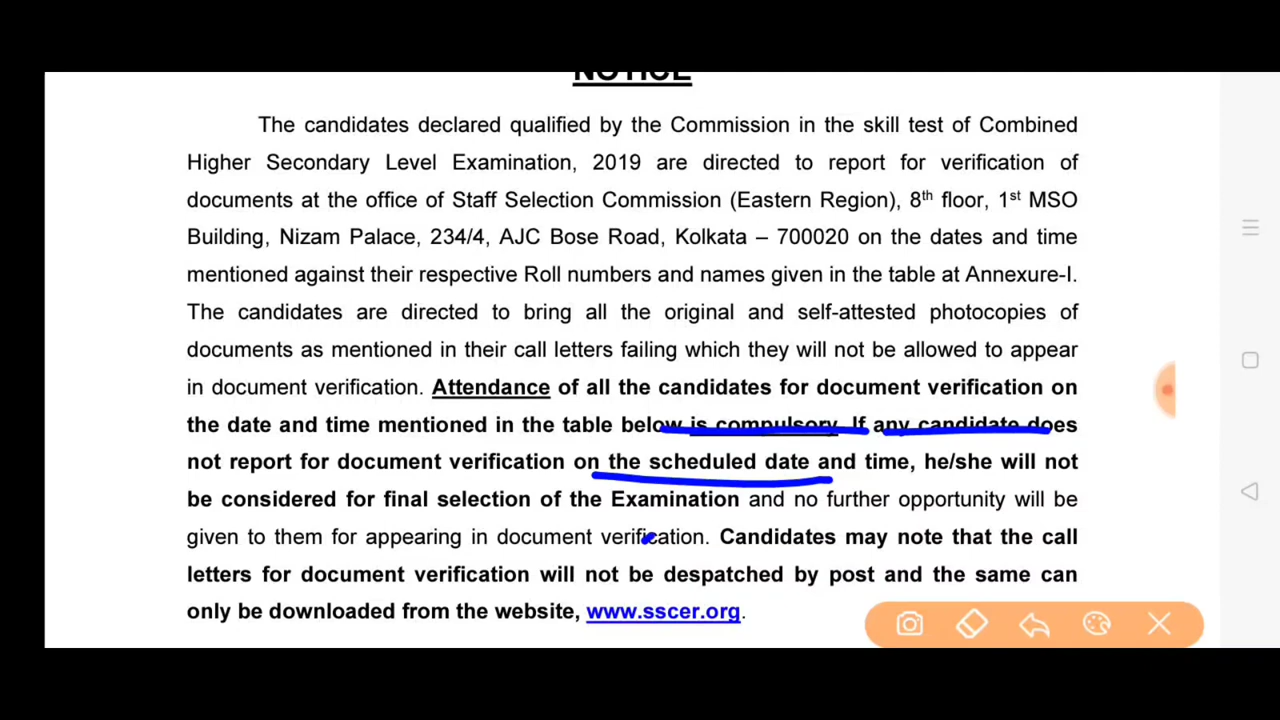 NOTICE
The candidates declared qualified by the Commission in the skill test of Combined
Higher Secondary Level Examination, 2019 are directed to report for verification of
documents at the office of Staff Selection Commission (Eastern Region), 8th floor, 1st MSO
Building, Nizam Palace, 234/4, AJC Bose Road, Kolkata – 700020 on the dates and time
mentioned against their respective Roll numbers and names given in the table at Annexure-I.
The candidates are directed to bring all the original and self-attested photocopies of
documents as mentioned in their call letters failing which they will not be allowed to appear
in document verification. Attendance of all the candidates for document verification on
the date and time mentioned in the table below is compulsory. If any candidate does
not report for document verification on the scheduled date and time, he/she will not
be considered for final selection of the Examination and no further opportunity will be
given to them for appearing in document verification. Candidates may note that the call
letters for document verification will not be despatched by post and the same can
only be downloaded from the website, www.sscer.org.